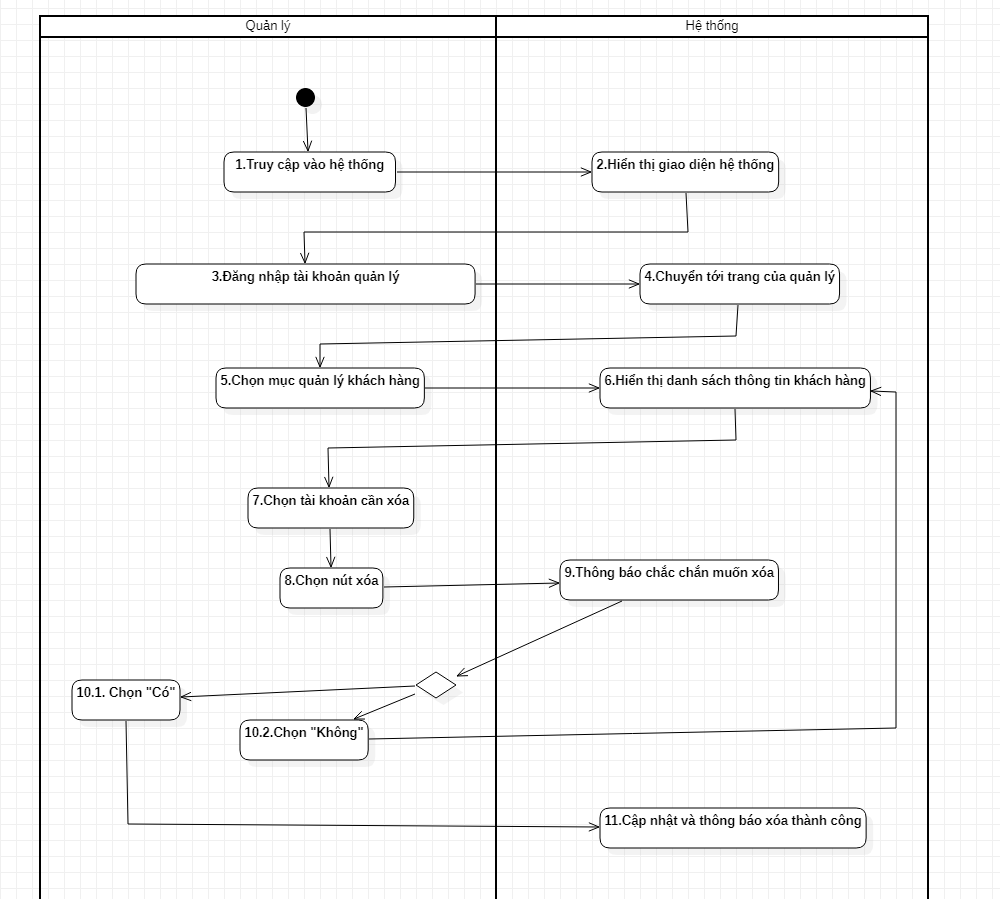 Quản lý
Hệ thống
1.Truy cập vào hệ thống
2.Hiển thị giao diện hệ thống
3.Đăng nhập tài khoản quản lý
4.Chuyển tới trang của quản lý
5.Chọn mục quản lý khách hàng
6.Hiển thị danh sách thông tin khách hàng
7.Chọn tài khoản cần xóa
8.Chọn nút xóa
9.Thông báo chắc chắn muốn xóa
10.1. Chọn "Có"
10.2.Chọn "Không"
11.Cập nhật và thông báo xóa thành công